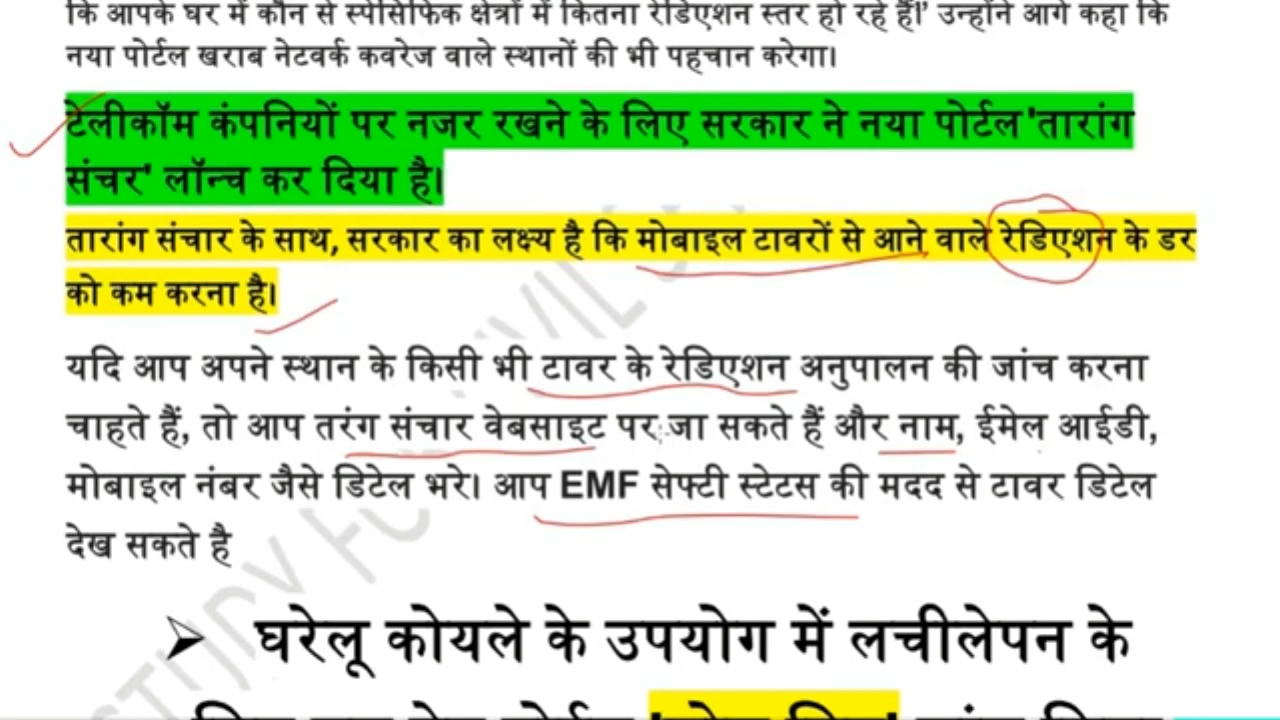 कि आपके घर में कौन से स्पेसिफिक क्षेत्रों में कितना रेडिएशन स्तर हो रहे हैं।’ उन्होंने आगे कहा कि
नया पोर्टल खराब नेटवर्क कवरेज वाले स्थानों की भी पहचान करेगा।
टेलीकॉम कंपनियों पर नजर रखने के लिए सरकार ने नया पोर्टल 'तारांग
संचर' लॉन्च कर दिया है।
तारांग संचार के साथ, सरकार का लक्ष्य है कि मोबाइल टावरों से आने वाले रेडिएशन के डर
को कम करना है।
यदि आप अपने स्थान के किसी भी टावर के रेडिएशन अनुपालन की जांच करना
चाहते हैं, तो आप तरंग संचार वेबसाइट पर जा सकते हैं और नाम, ईमेल आईडी,
मोबाइल नंबर जैसे डिटेल भरे। आप EMF सेफ्टी स्टेटस की मदद से टावर डिटेल
देख सकते है
➢ घरेलू कोयले के उपयोग में लचीलेपन के